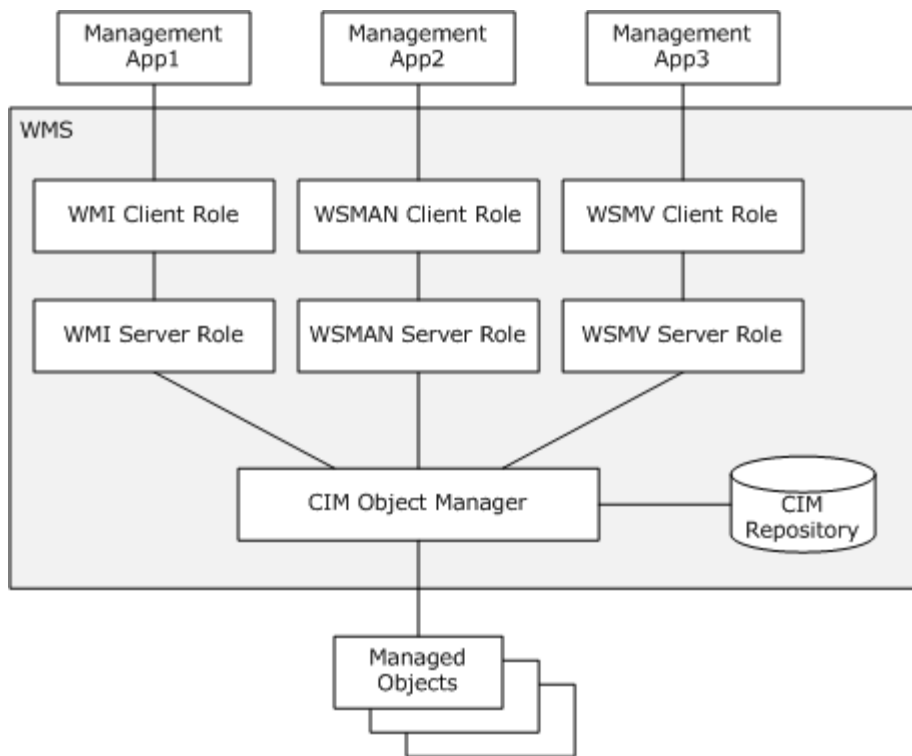 Management
App1
Management
App2
Management
App3
WMS
WMI Client Role
WSMAN Client Role
WSMV Client Role
WMI Server Role
WSMAN Server Role
WSMV Server Role
CIM Object Manager
CIM
Repository
Managed
Objects